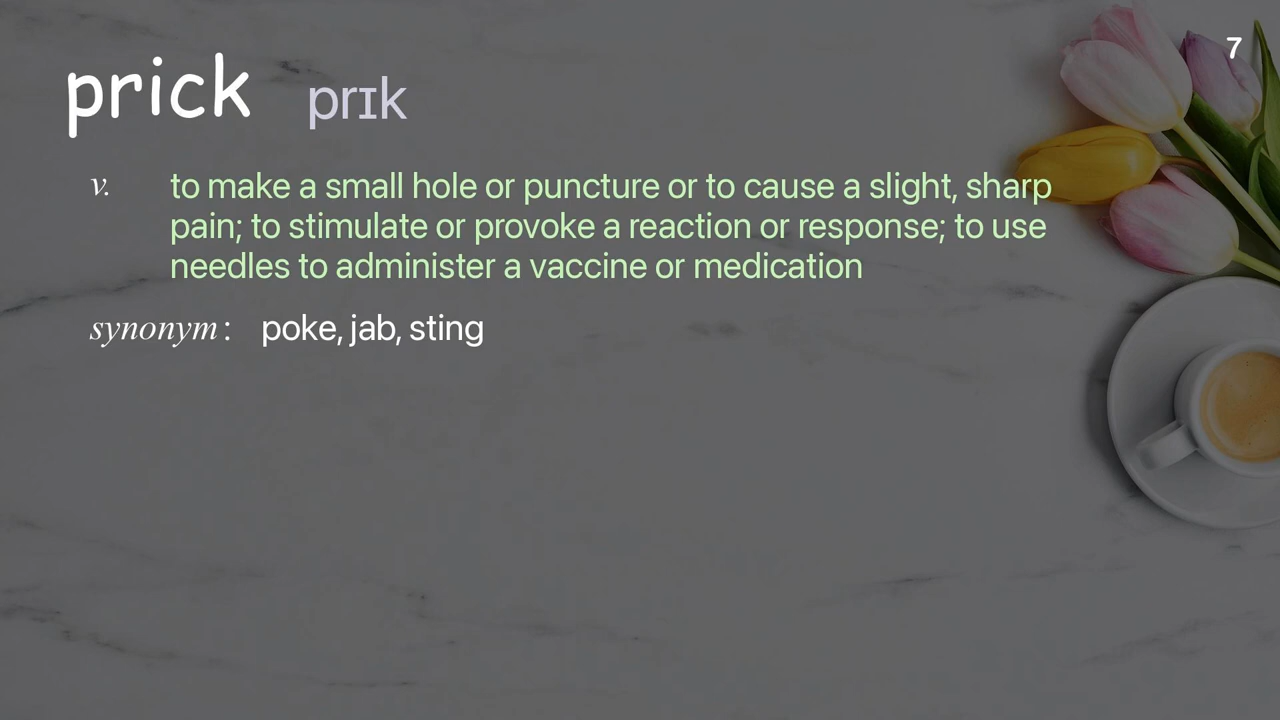 7
prick prɪk
v. to make a small hole or puncture or to cause a slight, sharp
pain; to stimulate or provoke a reaction or response; to use
needles to administer a vaccine or medication
synonym: poke, jab, sting